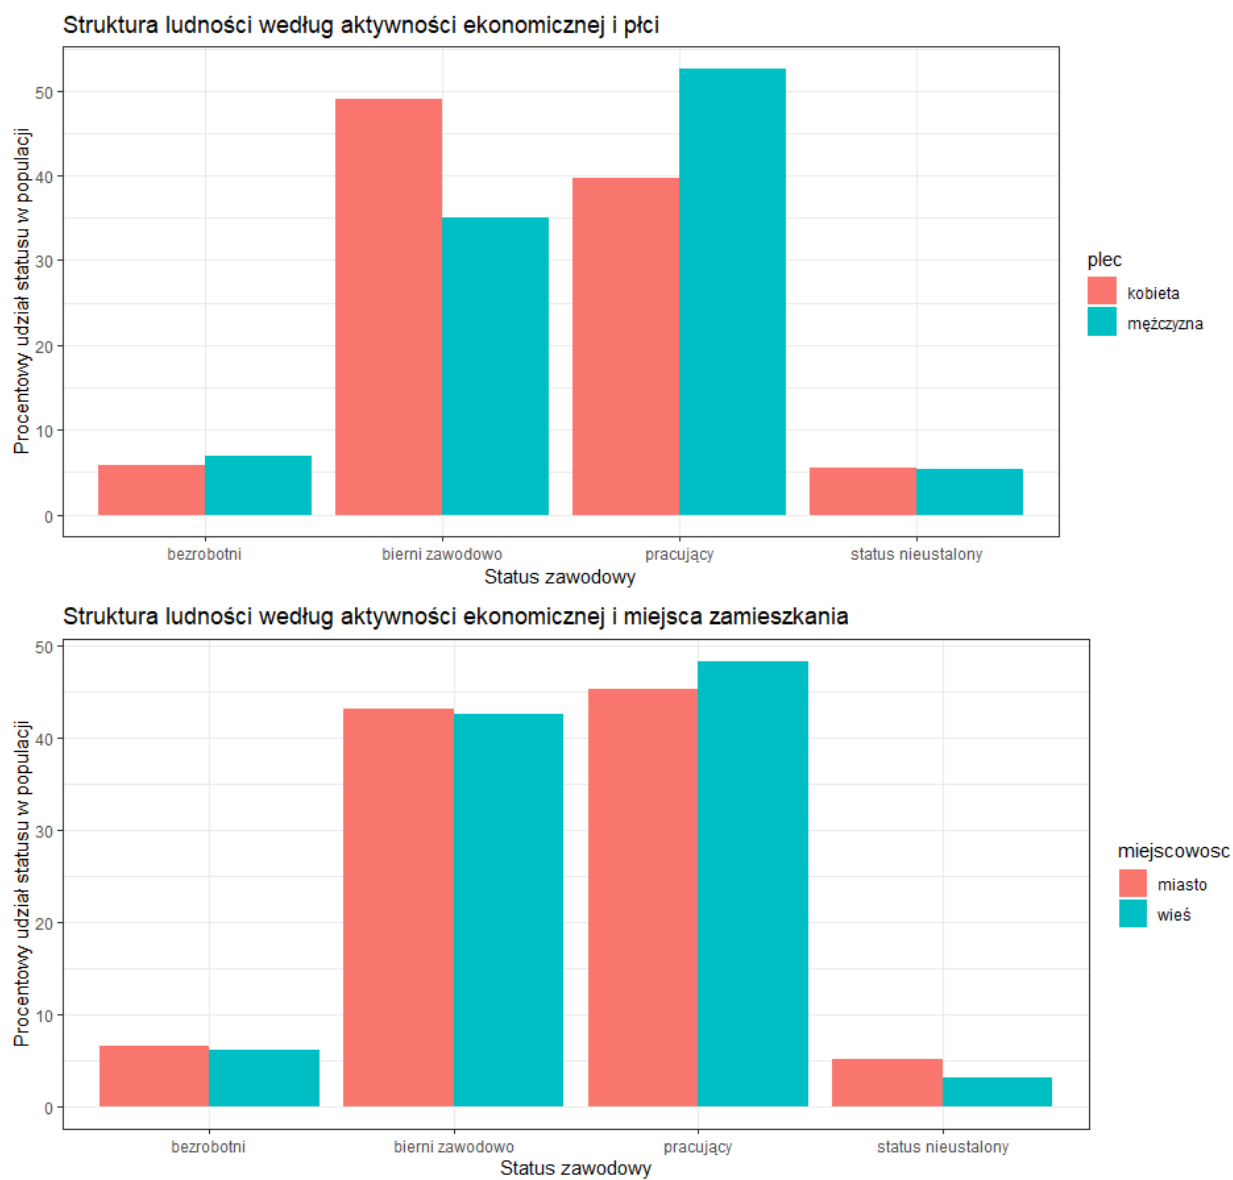 Struktura ludności według aktywności ekonomicznej i płci
Procentowy udział statusu w populacji
50
40
30
20
10
0
bezrobotni
bierni zawodowo
pracujący
status nieustalony
Status zawodowy
plec
kobieta
mężczyzna
Struktura ludności według aktywności ekonomicznej i miejsca zamieszkania
Procentowy udział statusu w populacji
50
40
30
20
10
0
bezrobotni
bierni zawodowo
pracujący
status nieustalony
Status zawodowy
miejscowosc
miasto
wieś